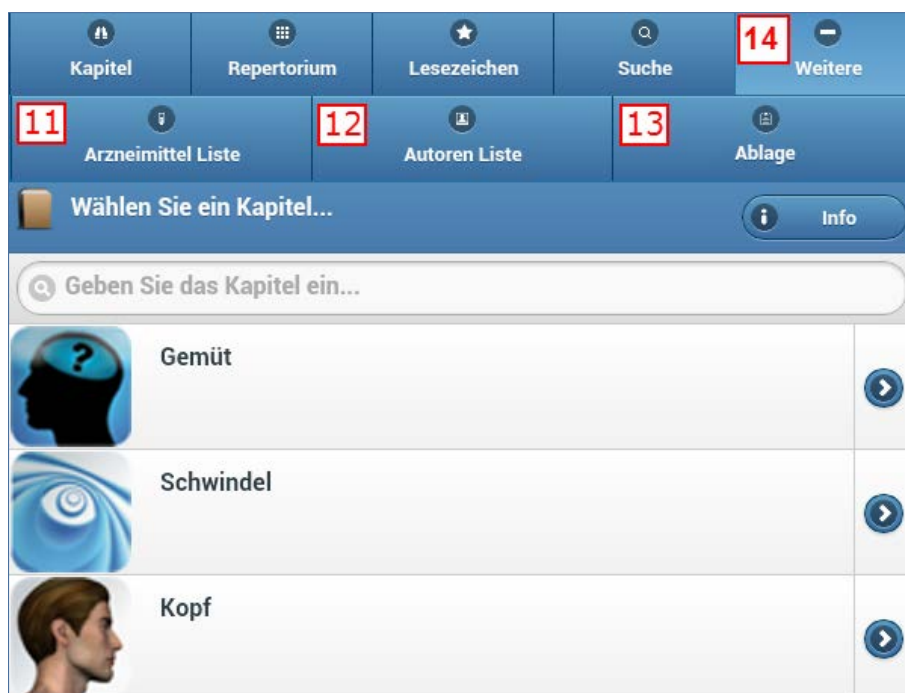 Kapitel Repertorium Lesezeichen Suche 14 Weitere
11 Arzneimittel Liste 12 Autoren Liste 13 Ablage
Wählen Sie ein Kapitel... Info
Geben Sie das Kapitel ein...
?
Gemüt
Schwindel
Kopf